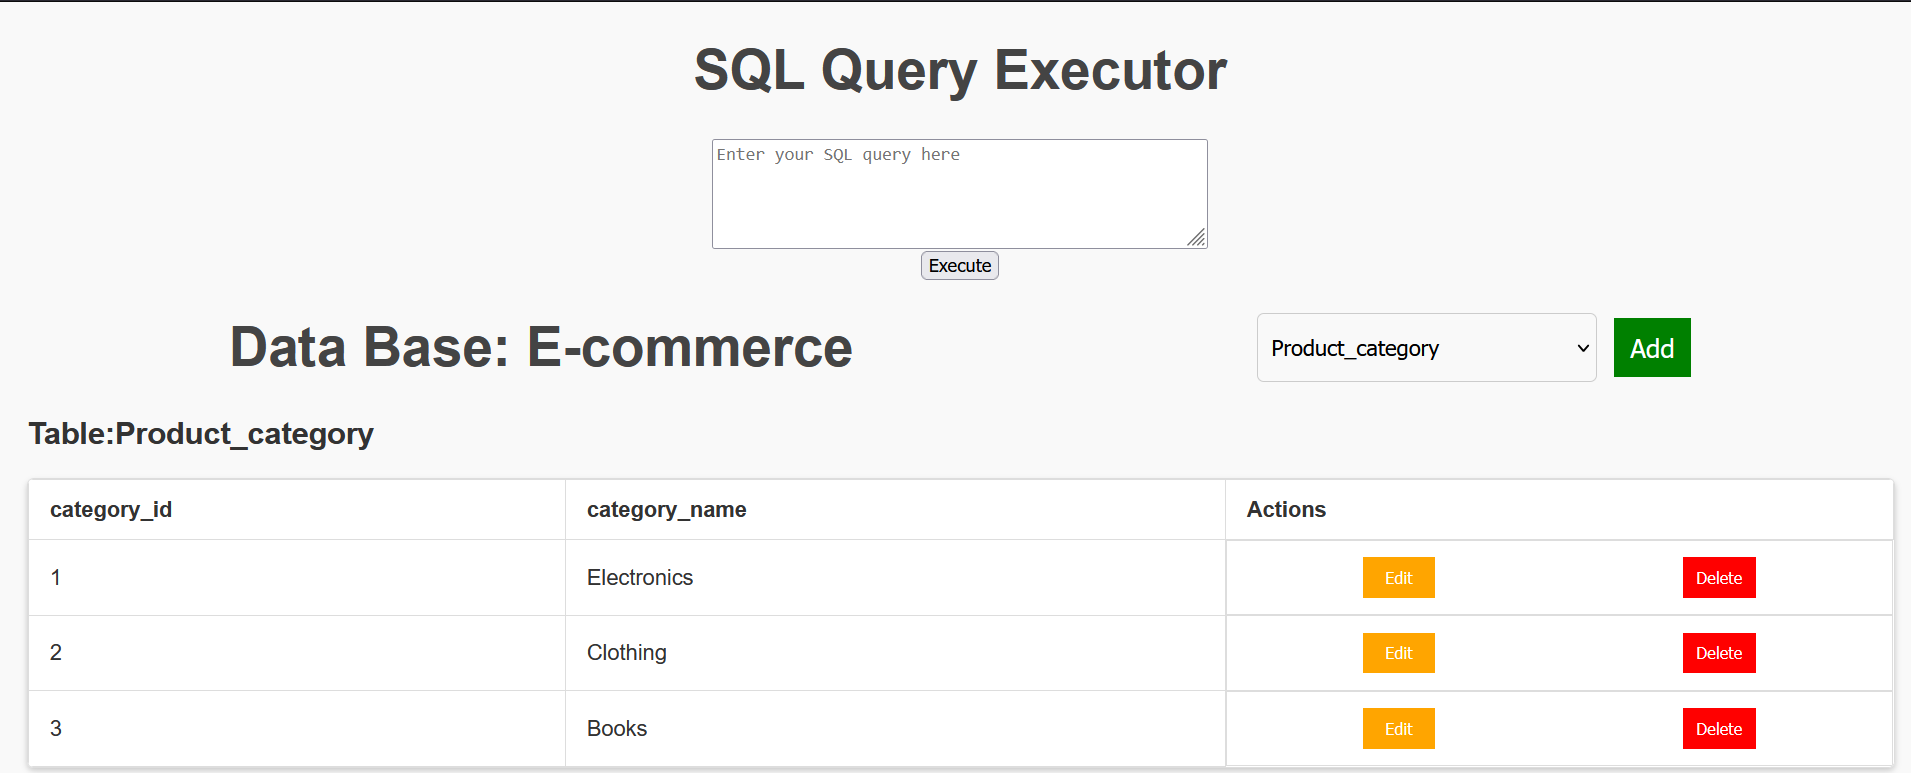 SQL Query Executor
Enter your SQL query here
Execute
Data Base: E-commerce
Product_category
Add
Table:Product_category
category_id category_name Actions
1 Electronics Edit Delete
2 Clothing Edit Delete
3 Books Edit Delete